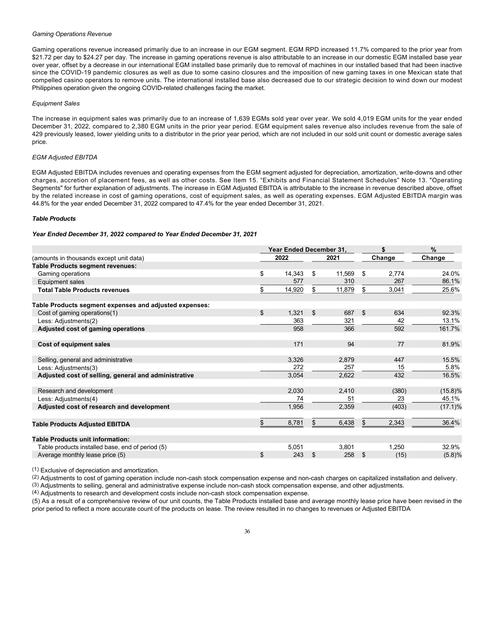 Gaming Operations Revenue
Gaming operations revenue increased primarily due to an increase in our EGM segment. EGM RPD increased 11.7% compared to the prior year from
$21.72 per day to $24.27 per day. The increase in gaming operations revenue is also attributable to an increase in our domestic EGM installed base year
over year, offset by a decrease in our international EGM installed base primarily due to removal of machines in our installed based that had been inactive
since the COVID-19 pandemic closures as well as due to some casino closures and the imposition of new gaming taxes in one Mexican state that
compelled casino operators to remove units. The international installed base also decreased due to our strategic decision to wind down our modest
Philippines operation given the ongoing COVID-related challenges facing the market.
Equipment Sales
The increase in equipment sales was primarily due to an increase of 1,639 EGMs sold year over year. We sold 4,019 EGM units for the year ended
December 31, 2022, compared to 2,380 EGM units in the prior year period. EGM equipment sales revenue also includes revenue from the sale of
429 previously leased, lower yielding units to a distributor in the prior year period, which are not included in our sold unit count or domestic average sales
price.
EGM Adjusted EBITDA
EGM Adjusted EBITDA includes revenues and operating expenses from the EGM segment adjusted for depreciation, amortization, write-downs and other
charges, accretion of placement fees, as well as other costs. See Item 15. "Exhibits and Financial Statement Schedules" Note 13. "Operating
Segments" for further explanation of adjustments. The increase in EGM Adjusted EBITDA is attributable to the increase in revenue described above, offset
by the related increase in cost of gaming operations, cost of equipment sales, as well as operating expenses. EGM Adjusted EBITDA margin was
44.8% for the year ended December 31, 2022 compared to 47.4% for the year ended December 31, 2021.
Table Products
Year Ended December 31, 2022 compared to Year Ended December 31, 2021
Year Ended December 31, $ %
(amounts in thousands except unit data) 2022 2021 Change Change
Table Products segment revenues:
Gaming operations $ 14,343 $ 11,569 $ 2,774 24.0%
Equipment sales 577 310 267 86.1%
Total Table Products revenues $ 14,920 $ 11,879 $ 3,041 25.6%
Table Products segment expenses and adjusted expenses:
Cost of gaming operations(1) $ 1,321 $ 687 $ 634 92.3%
Less: Adjustments(2) 363 321 42 13.1%
Adjusted cost of gaming operations 958 366 592 161.7%
Cost of equipment sales 171 94 77 81.9%
Selling, general and administrative 3,326 2,879 447 15.5%
Less: Adjustments(3) 272 257 15 5.8%
Adjusted cost of selling, general and administrative 3,054 2,622 432 16.5%
Research and development 2,030 2,410 (380) (15.8)%
Less: Adjustments(4) 74 51 23 45.1%
Adjusted cost of research and development 1,956 2,359 (403) (17.1)%
Table Products Adjusted EBITDA $ 8,781 $ 6,438 $ 2,343 36.4%
Table Products unit information:
Table products installed base, end of period (5) 5,051 3,801 1,250 32.9%
Average monthly lease price (5) $ 243 $ 258 $ (15) (5.8)%
(1) Exclusive of depreciation and amortization.
(2) Adjustments to cost of gaming operation include non-cash stock compensation expense and non-cash charges on capitalized installation and delivery.
(3) Adjustments to selling, general and administrative expense include non-cash stock compensation expense, and other adjustments.
(4) Adjustments to research and development costs include non-cash stock compensation expense.
(5) As a result of a comprehensive review of our unit counts, the Table Products installed base and average monthly lease price have been revised in the
prior period to reflect a more accurate count of the products on lease. The review resulted in no changes to revenues or Adjusted EBITDA
36